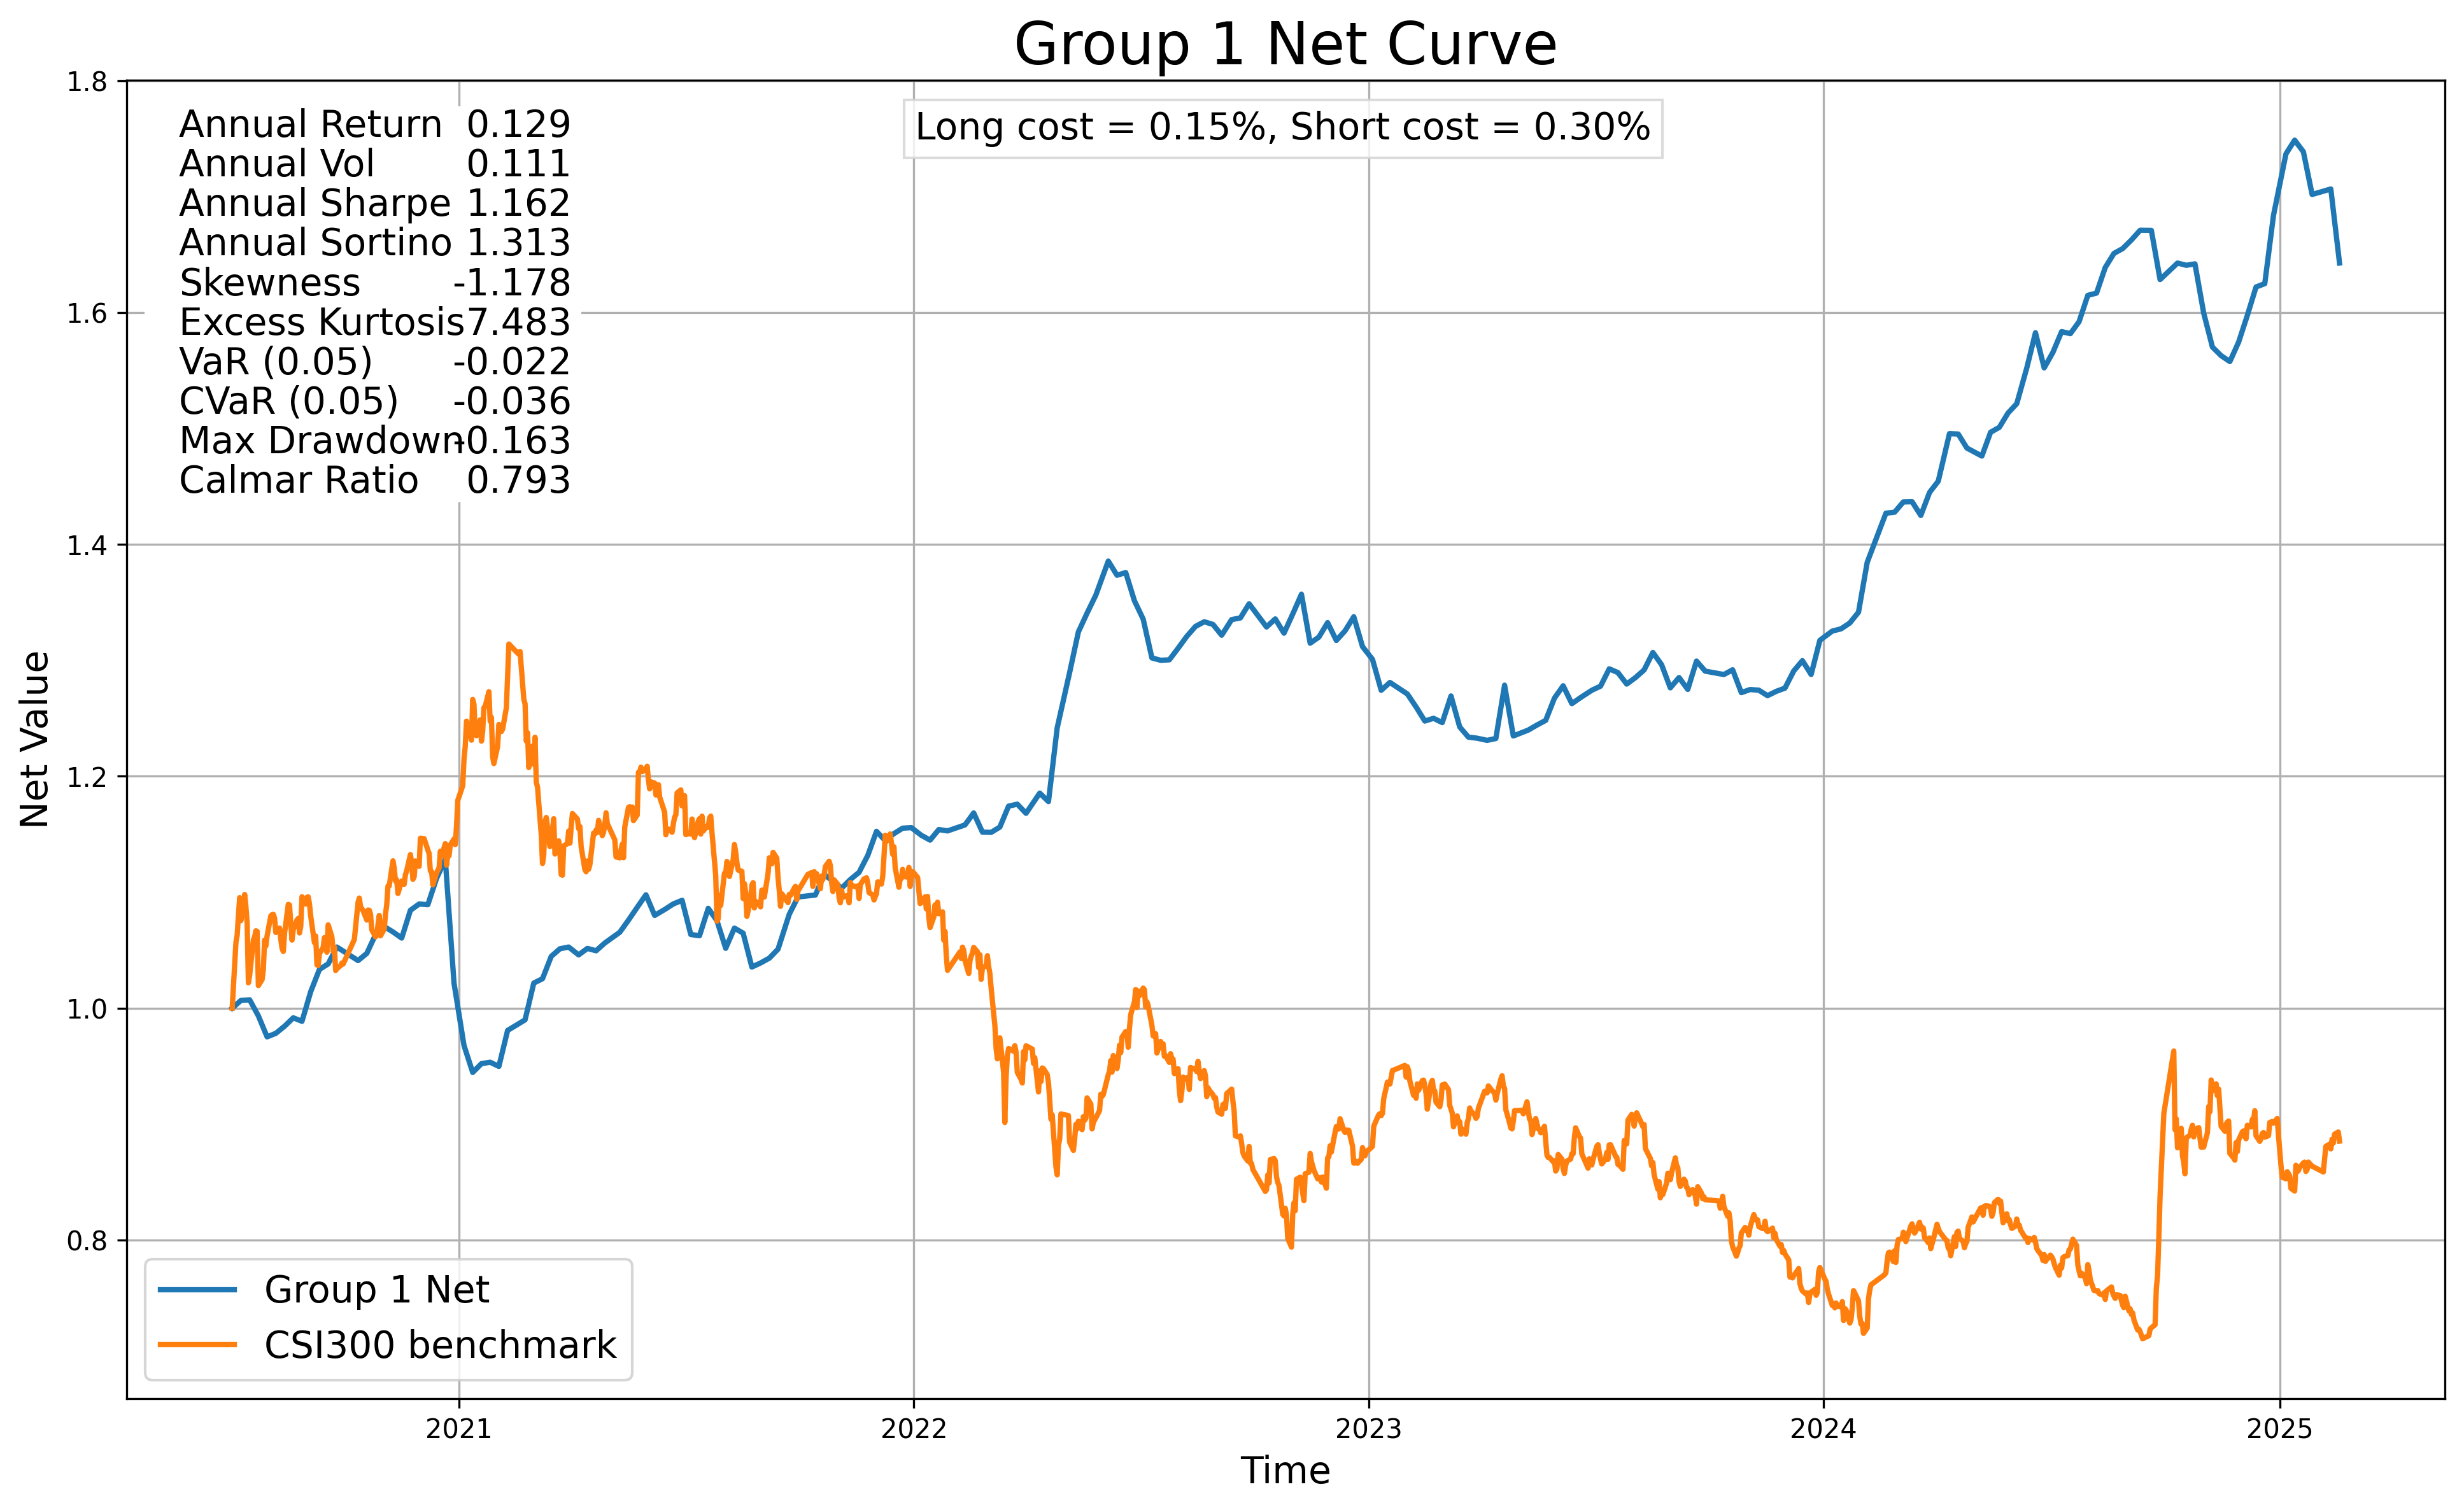 Group 1 Net Curve
Long cost = 0.15%, Short cost = 0.30%
Annual Return 0.129
Annual Vol 0.111
Annual Sharpe 1.162
Annual Sortino 1.313
Skewness -1.178
Excess Kurtosis 7.483
VaR (0.05) -0.022
CVaR (0.05) -0.036
Max Drawdown -0.163
Calmar Ratio 0.793
Net Value
1.8
1.6
1.4
1.2
1.0
0.8
Group 1 Net
CSI300 benchmark
2021 2022 2023 2024 2025
Time